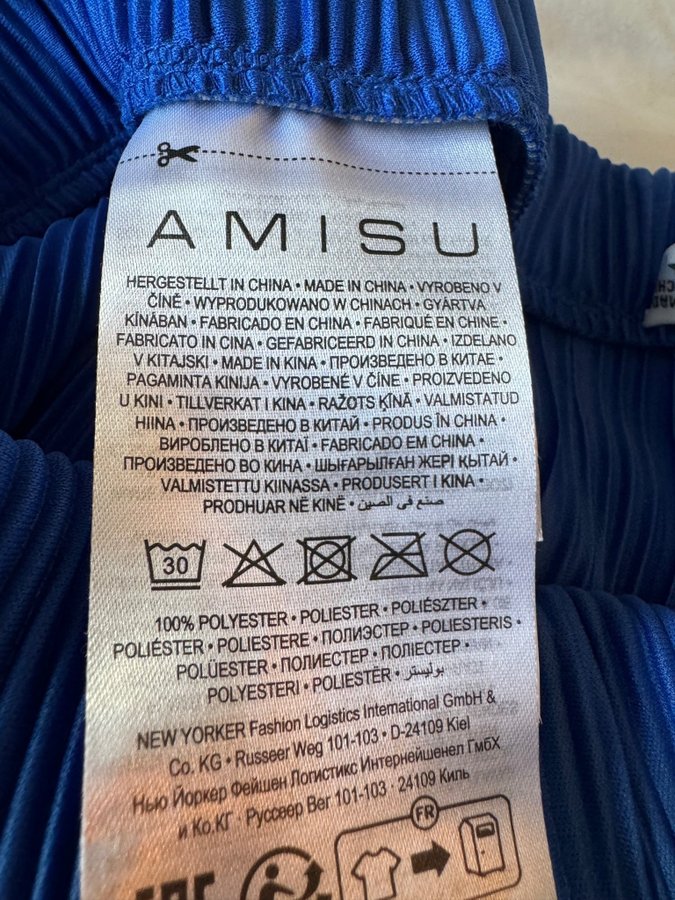 AMISU
HERGESTELLT IN CHINA • MADE IN CHINA • VYROBENO V
ČÍNĚ • WYPRODUKOWANO W CHINACH • GYÁRTVA
KÍNÁBAN • FABRICADO EN CHINA • FABRIQUÉ EN CHINE •
FABRICATO IN CINA • GEFABRICEERD IN CHINA • IZDELANO
V KITAJSKI • MADE IN KINA • ПРОИЗВЕДЕНО В КИТАЕ •
PAGAMINTA KINIJA • VYROBENÉ V ČÍNE • PROIZVEDENO
U KINI • TILLVERKAT I KINA • RAŽOTS ĶĪNĀ • VALMISTATUD
HIINA • ПРОИЗВЕДЕНО В КИТАЙ • PRODUS ÎN CHINA •
ВИРОБЛЕНО В КИТАЇ • FABRICADO EM CHINA •
ПРОИЗВЕДЕНО ВО КИНА • ШЫҒАРЫЛҒАН ЖЕРІ ҚЫТАЙ •
VALMISTETTU KIINASSA • PRODUSERT I KINA •
PRODHUAR NË KINË • صنع في الصين
30
100% POLYESTER • POLIESTER • POLIÉSZTER •
POLIÉSTER • POLIESTERE • ПОЛИЭСТЕР • POLYESTERIS •
POLÜESTER • ПОЛИЕСТЕР • ПОЛІЕСТЕР •
POLYESTERI • POLIESTËR • بوليستر
NEW YORKER Fashion Logistics International GmbH &
Co. KG • Russeer Weg 101-103 • D-24109 Kiel
Нью Йоркер Фейшен Логистикс Интернейшенел ГмбХ
и Ко.КГ • Руссеер Вег 101-103 • 24109 Киль
FR